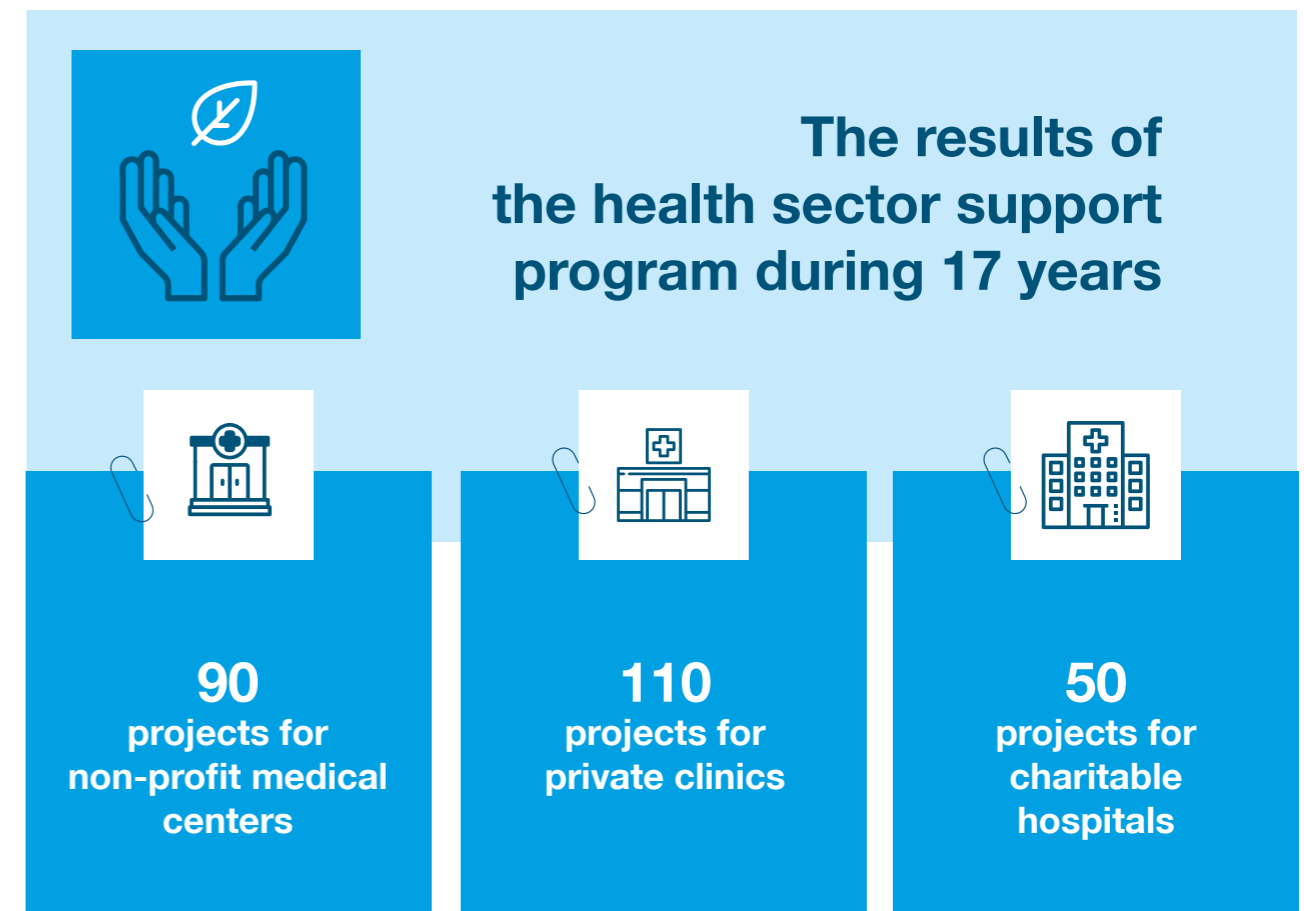 The results of
the health sector support
program during 17 years
90
projects for
non-profit medical
centers
110
projects for
private clinics
50
projects for
charitable
hospitals